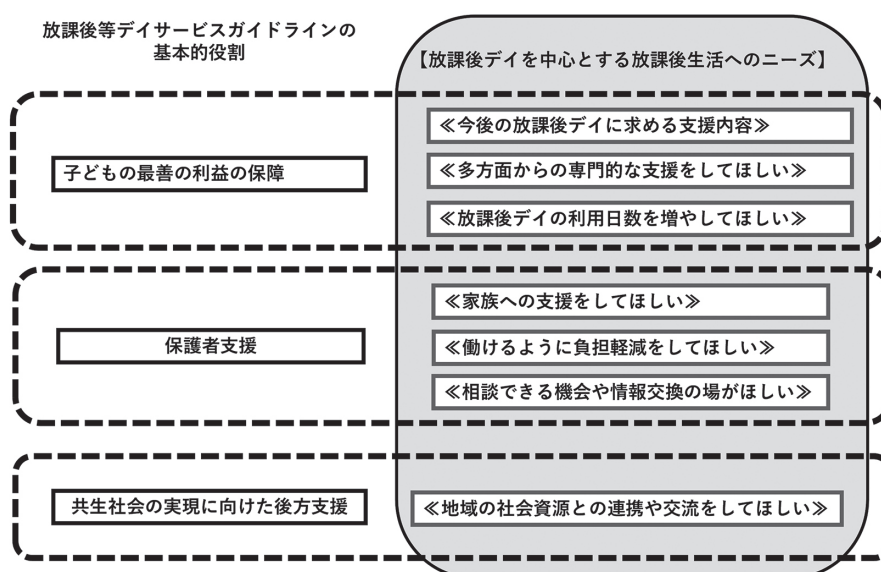 放課後等デイサービスガイドラインの
基本的役割
【放課後デイを中心とする放課後生活へのニーズ】
≪今後の放課後デイに求める支援内容≫
子どもの最善の利益の保障
≪多方面からの専門的な支援をしてほしい≫
≪放課後デイの利用日数を増やしてほしい≫
≪家族への支援をしてほしい≫
保護者支援
≪働けるように負担軽減をしてほしい≫
≪相談できる機会や情報交換の場がほしい≫
共生社会の実現に向けた後方支援
≪地域の社会資源との連携や交流をしてほしい≫